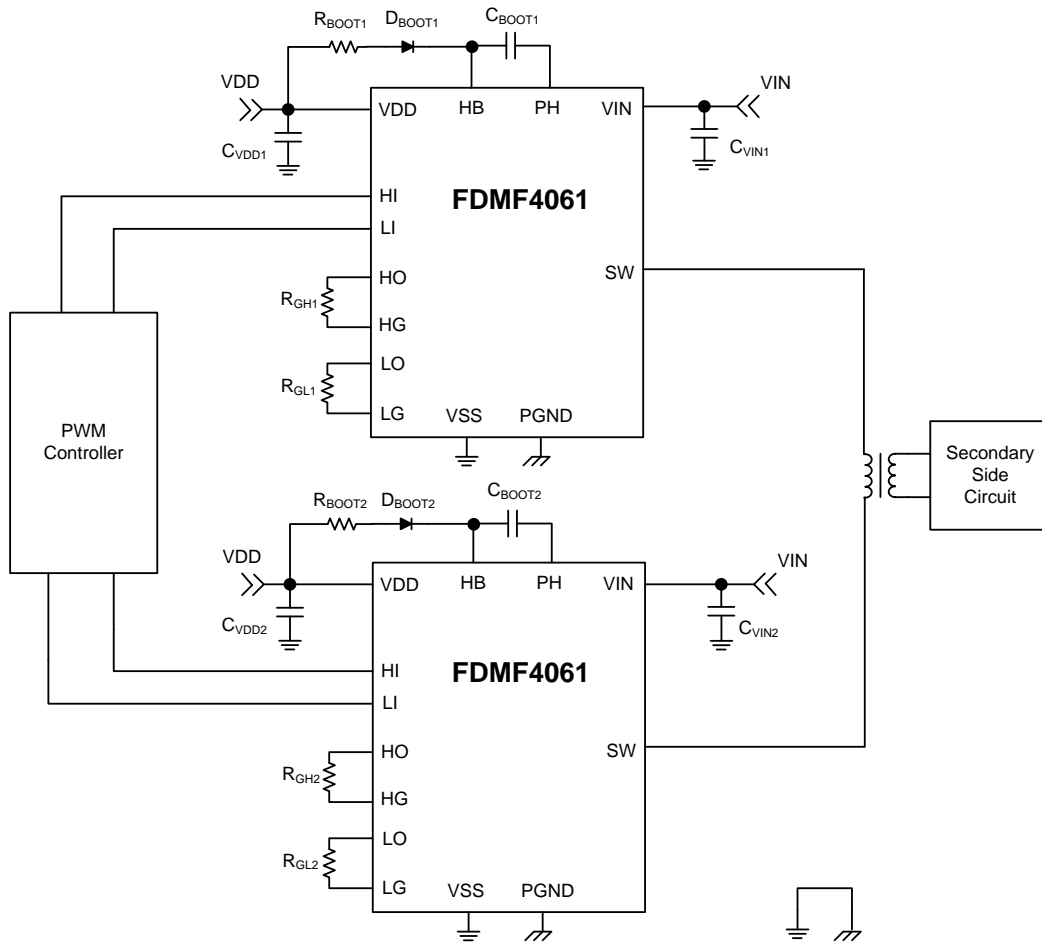 RBOOT1
DBOOT1
CBOOT1
VDD
VDD
HB
PH
VIN
VIN
CVDD1
CVIN1
HI
FDMF4061
LI
SW
HO
RGH1
HG
LO
RGL1
LG
VSS
PGND
PWM
Controller
Secondary
Side
Circuit
RBOOT2
DBOOT2
CBOOT2
VDD
VDD
HB
PH
VIN
VIN
CVDD2
CVIN2
HI
FDMF4061
LI
HO
SW
RGH2
HG
LO
RGL2
LG
VSS
PGND